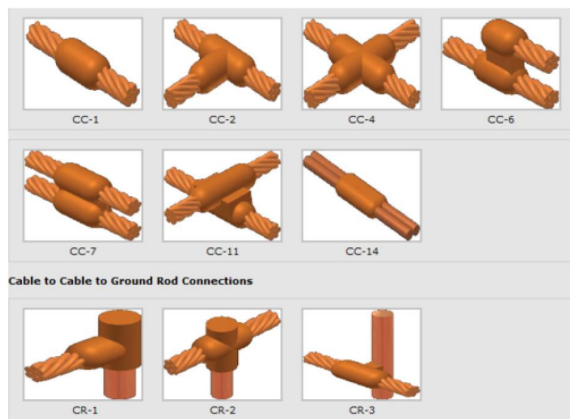 CC-1 CC-2 CC-4 CC-6
CC-7 CC-11 CC-14
Cable to Cable to Ground Rod Connections
CR-1 CR-2 CR-3